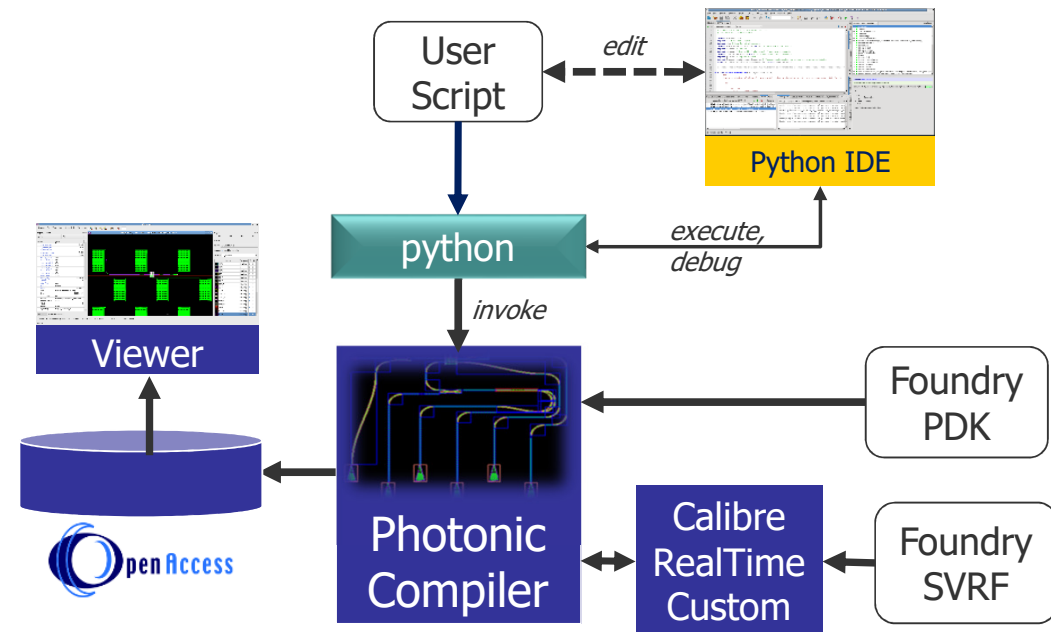 User
Script
edit
Python IDE
python
execute,
debug
invoke
Viewer
Foundry
PDK
Photonic
Compiler
Calibre
RealTime
Custom
Foundry
SVRF
OpenAccess